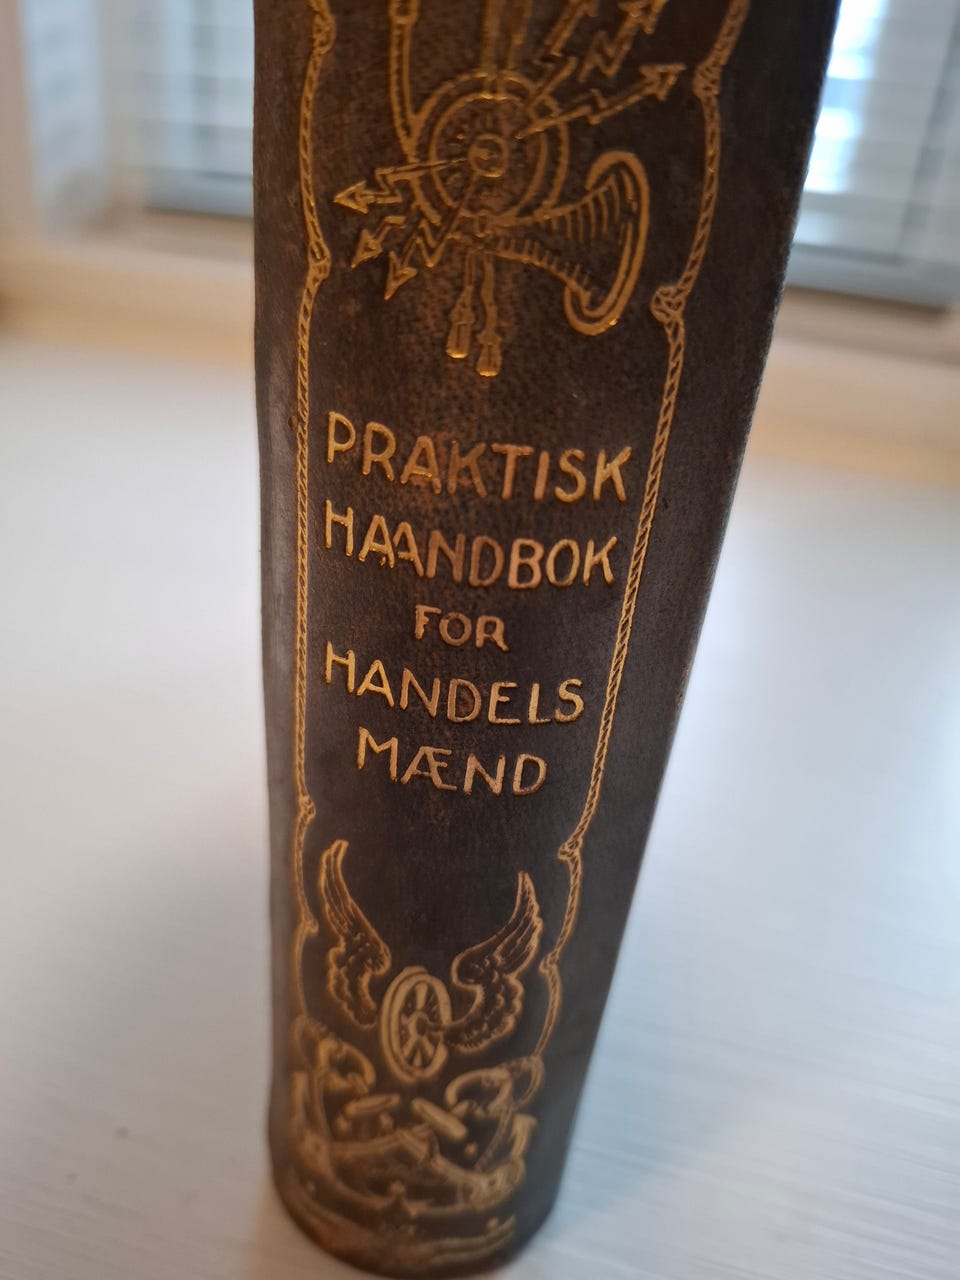 PRAKTISK
HAANDBOK
FOR
HANDELS
MÆND